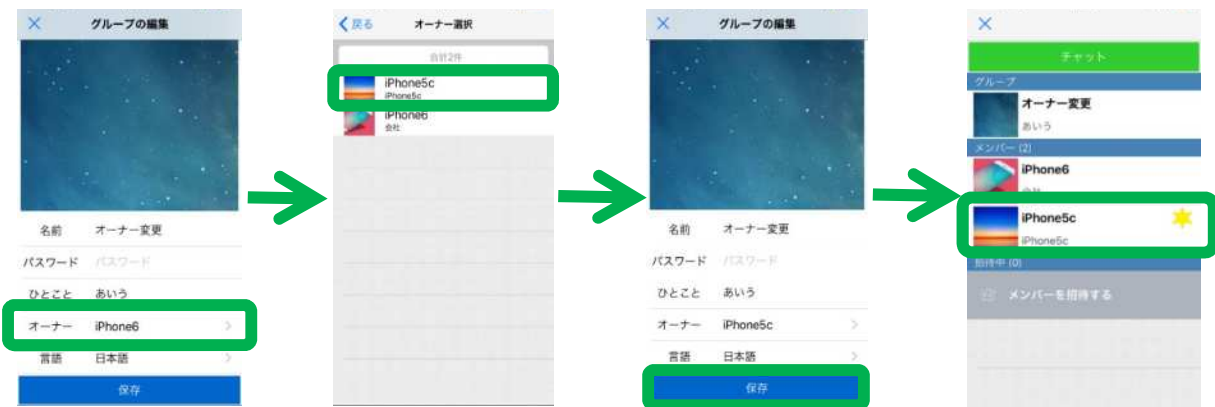 グループの編集
名前 オーナー変更
パスワード パスワード
ひとこと あいう
オーナー iPhone6
言語 日本語
保存
戻る オーナー選択
合計2件
iPhone5c
iPhone5c
iPhone6
会社
グループの編集
名前 オーナー変更
パスワード パスワード
ひとこと あいう
オーナー iPhone5c
言語 日本語
保存
チャット
グループ
オーナー変更
あいう
メンバー (2)
iPhone6
会社
iPhone5c
iPhone5c
招待中 (0)
メンバーを招待する